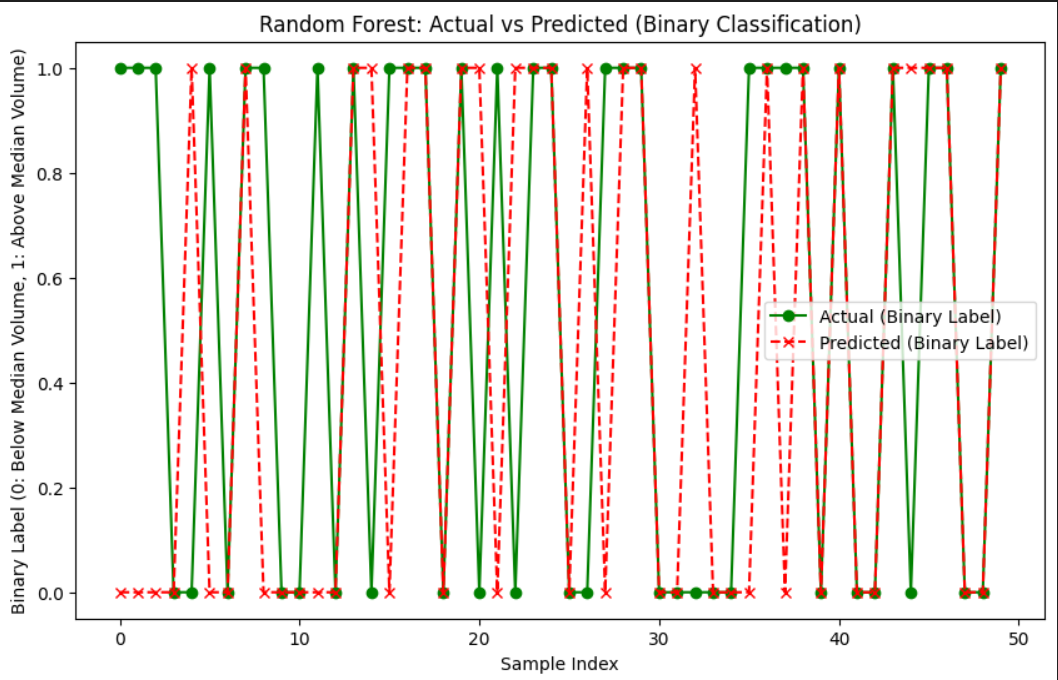 Random Forest: Actual vs Predicted (Binary Classification)
Binary Label (0: Below Median Volume, 1: Above Median Volume)
1.0
0.8
0.6
0.4
0.2
0.0
Actual (Binary Label)
Predicted (Binary Label)
0 10 20 30 40 50
Sample Index